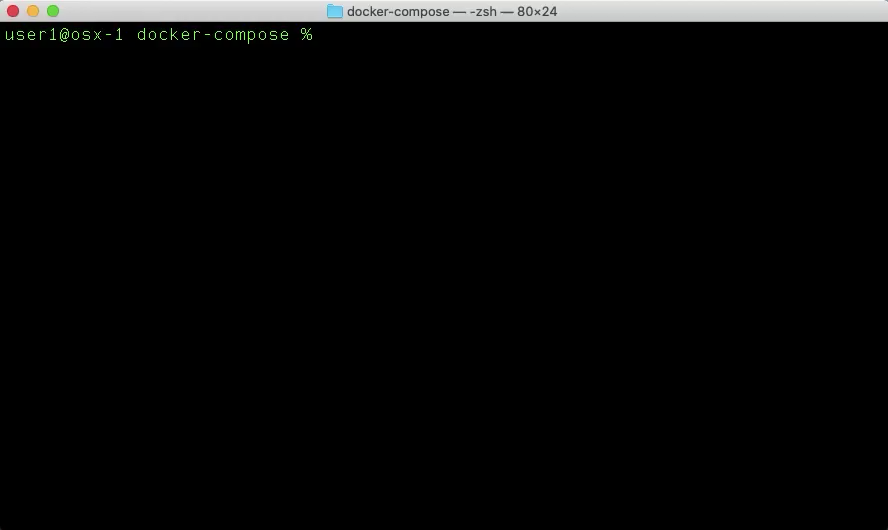 docker-compose — -zsh — 80×24
user1@osx-1 docker-compose %